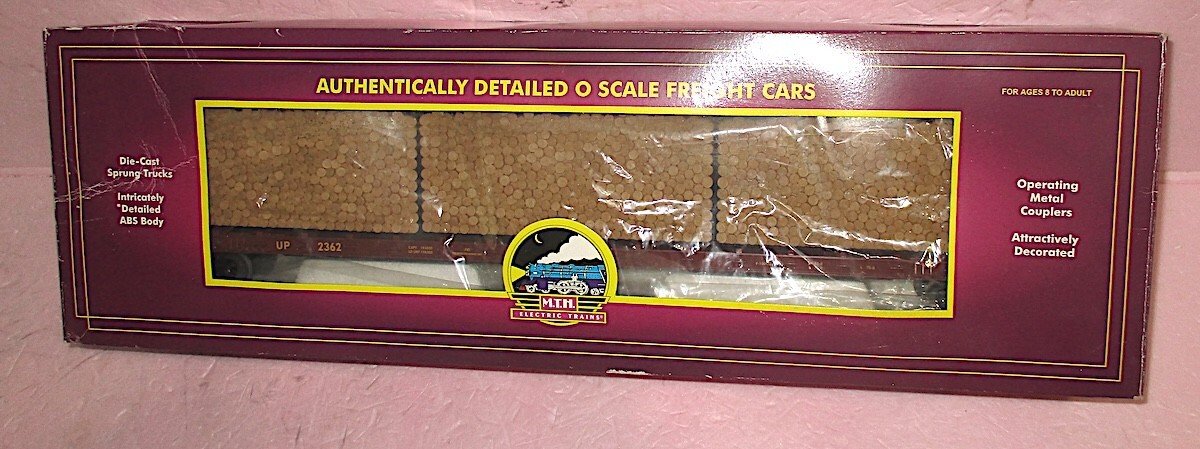 AUTHENTICALLY DETAILED O SCALE FREIGHT CARS
FOR AGES 8 TO ADULT
Die-Cast
Sprung Trucks
Intricately
Detailed
ABS Body
Operating
Metal
Couplers
Attractively
Decorated
UP 2362
M.T.H.
ELECTRIC TRAINS